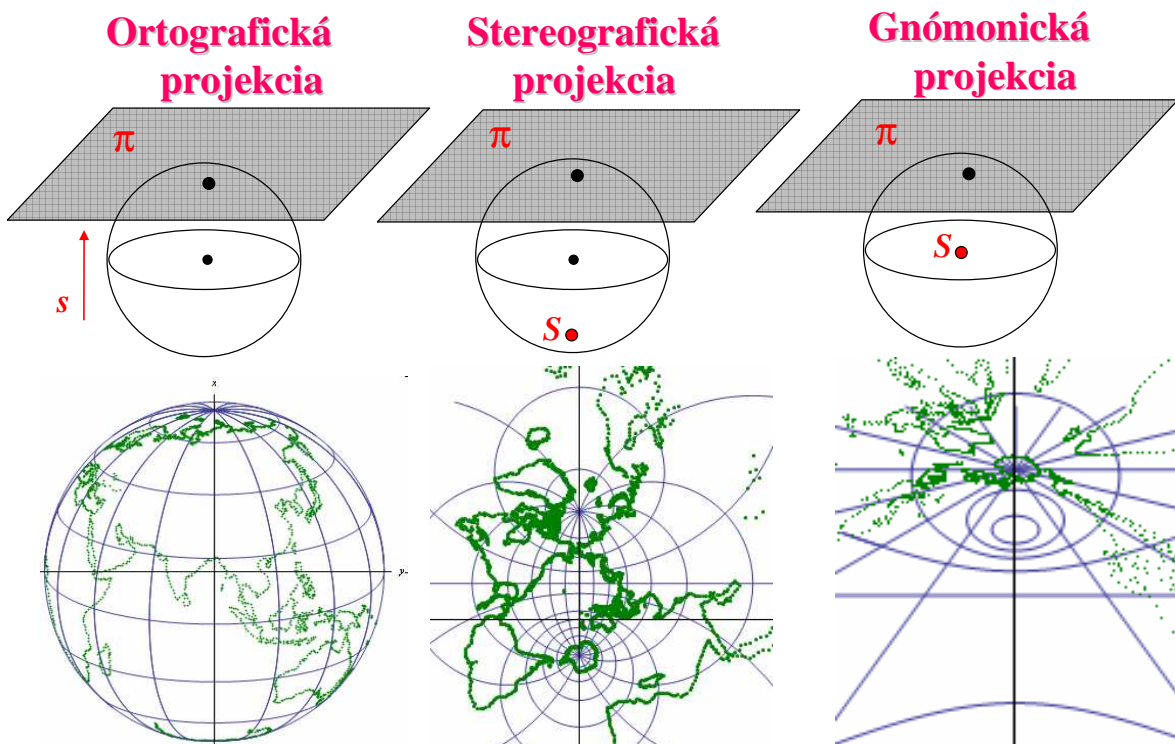 Ortografická
projekcia
Stereografická
projekcia
Gnómonická
projekcia
π
π
π
s
S
S
x
y